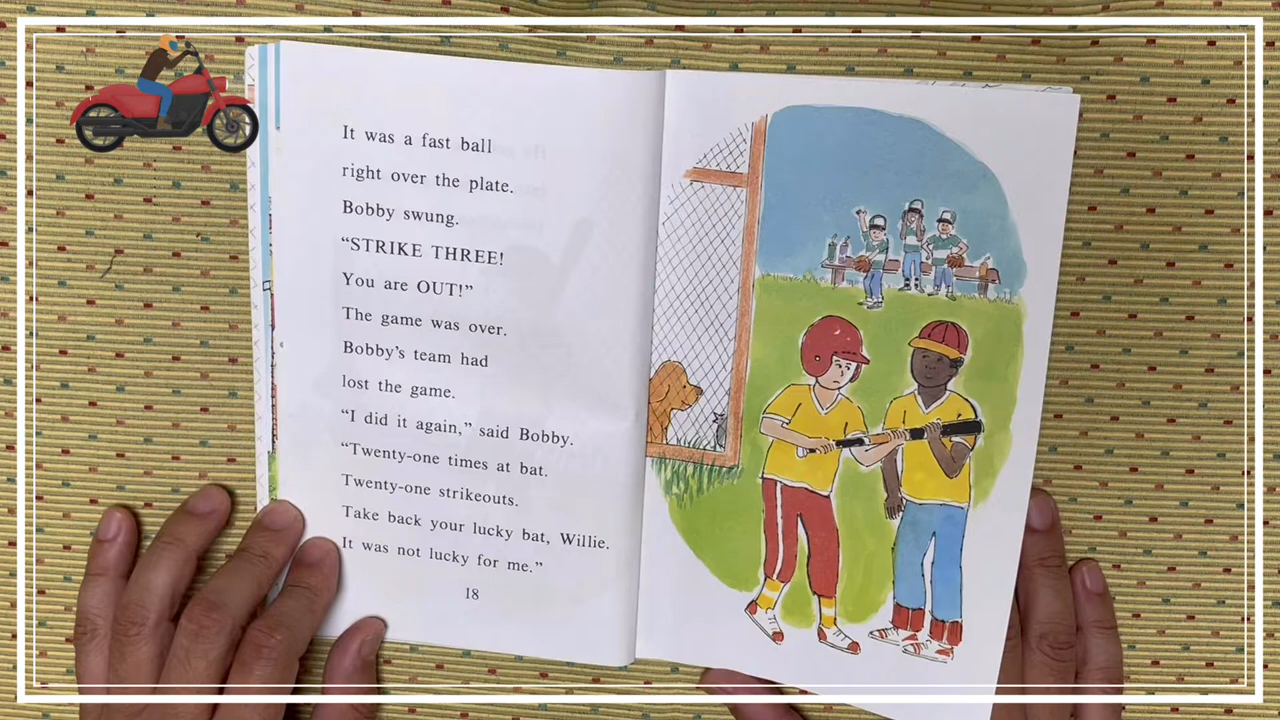 It was a fast ball
right over the plate.
Bobby swung.
“STRIKE THREE!
You are OUT!”
The game was over.
Bobby’s team had
lost the game.
“I did it again,” said Bobby.
“Twenty-one times at bat.
Twenty-one strikeouts.
Take back your lucky bat, Willie.
It was not lucky for me.”
18